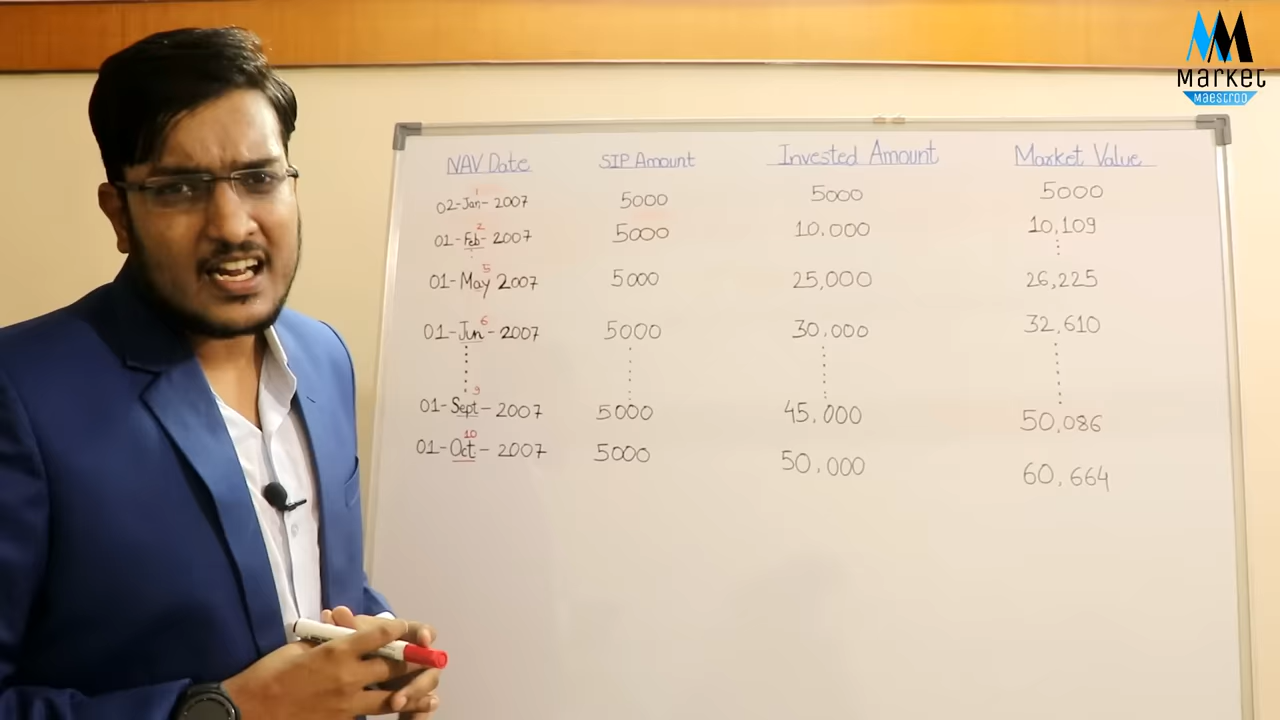 Market
Maestroo
NAV Date SIP Amount Invested Amount Market Value
1
02-Jan-2007 5000 5000 5000
2
01-Feb-2007 5000 10,000 10,109
5
01-May 2007 5000 25,000 26,225
6
01-Jun-2007 5000 30,000 32,610
9
01-Sept-2007 5000 45,000 50,086
10
01-Oct-2007 5000 50,000 60,664